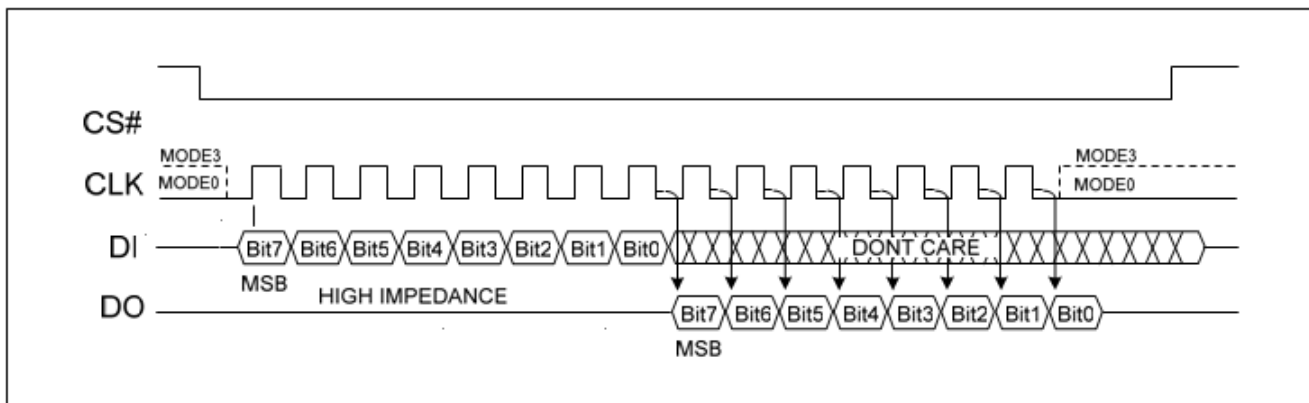 CS#
MODE3 MODE3
CLK MODE0 MODE0
DI Bit7 Bit6 Bit5 Bit4 Bit3 Bit2 Bit1 Bit0 DONT CARE
MSB HIGH IMPEDANCE
DO Bit7 Bit6 Bit5 Bit4 Bit3 Bit2 Bit1 Bit0
MSB